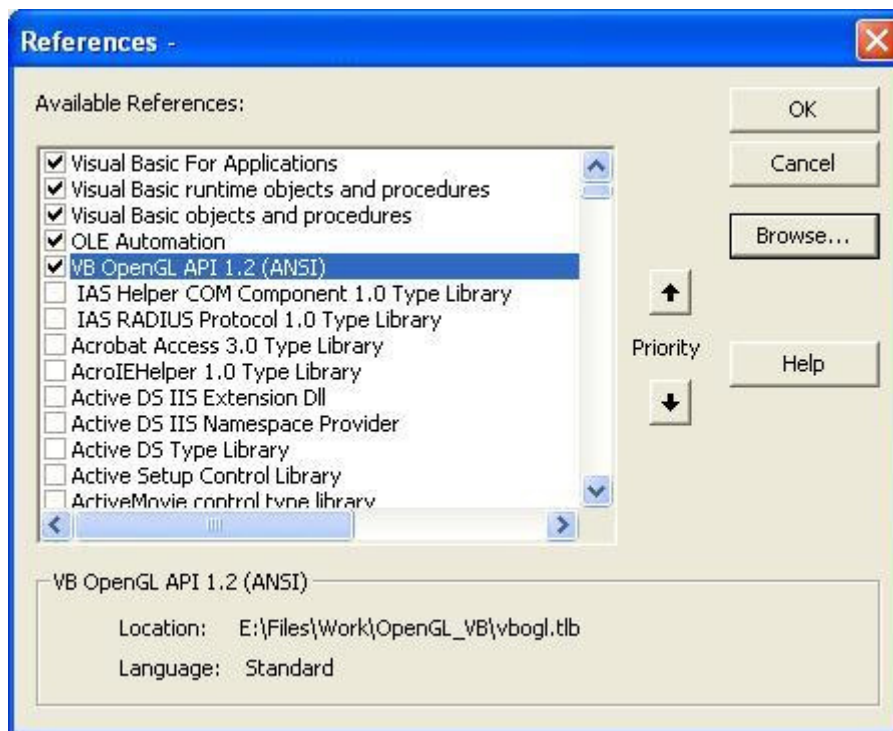 References -
Available References:
Visual Basic For Applications
Visual Basic runtime objects and procedures
Visual Basic objects and procedures
OLE Automation
VB OpenGL API 1.2 (ANSI)
IAS Helper COM Component 1.0 Type Library
IAS RADIUS Protocol 1.0 Type Library
Acrobat Access 3.0 Type Library
AcroIEHelper 1.0 Type Library
Active DS IIS Extension Dll
Active DS IIS Namespace Provider
Active DS Type Library
Active Setup Control Library
ActiveMovie control type library
OK
Cancel
Browse...
Priority
Help
VB OpenGL API 1.2 (ANSI)
Location: E:\Files\Work\OpenGL_VB\vbogl.tlb
Language: Standard